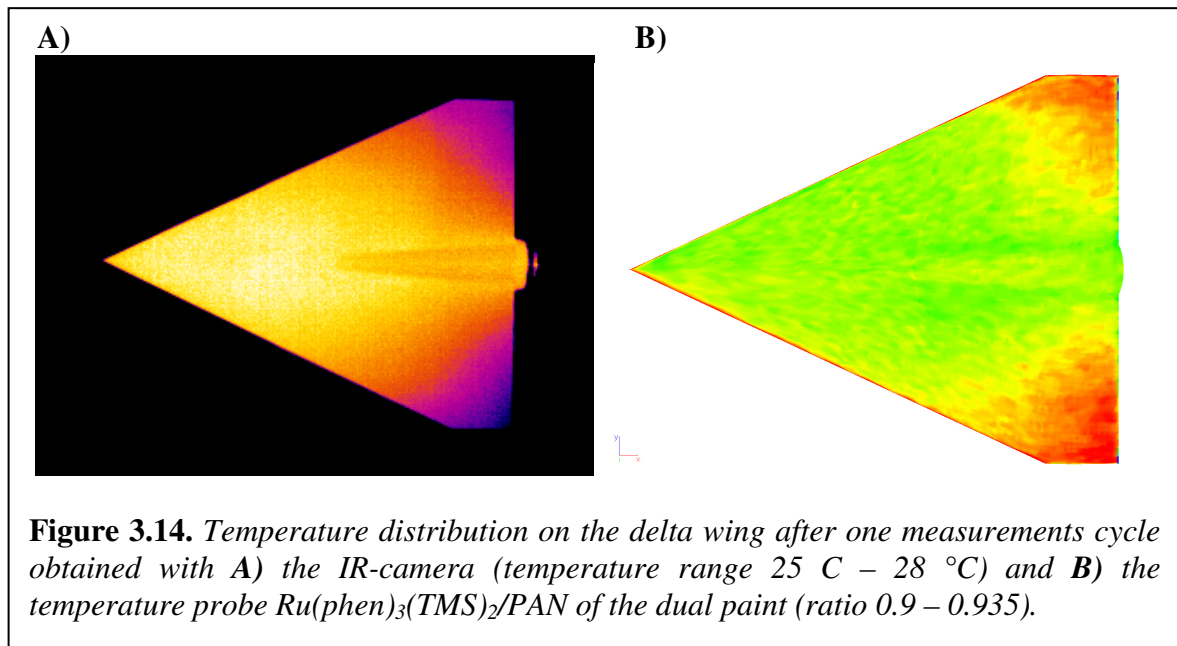 A)
B)
y
x
Figure 3.14. Temperature distribution on the delta wing after one measurements cycle
obtained with A) the IR-camera (temperature range 25 C – 28 °C) and B) the
temperature probe Ru(phen)3(TMS)2/PAN of the dual paint (ratio 0.9 – 0.935).